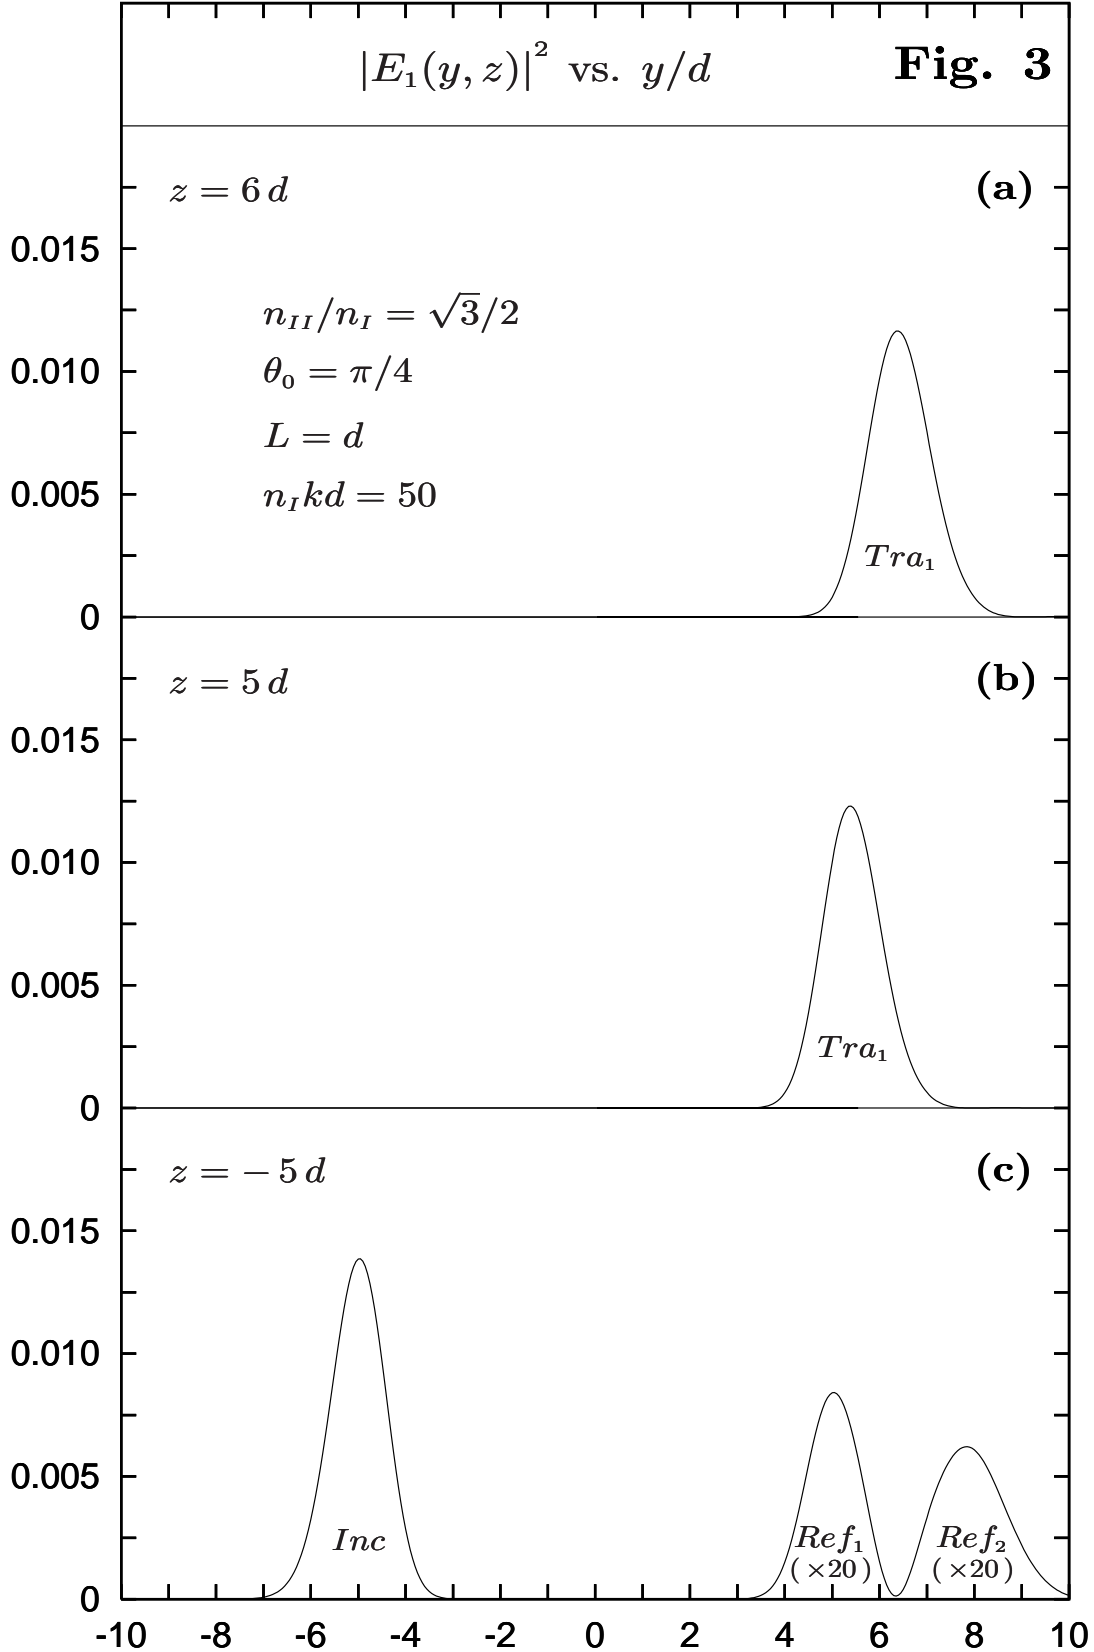 |E₁(y, z)|² vs. y/d Fig. 3
z = 6 d (a)
0.015
n_II/n_I = √3/2
0.010
θ₀ = π/4
L = d
0.005
n_I kd = 50
Tra₁
0
z = 5 d (b)
0.015
0.010
0.005
Tra₁
0
z = − 5 d (c)
0.015
0.010
0.005
Inc Ref₁ Ref₂
(×20) (×20)
0
-10 -8 -6 -4 -2 0 2 4 6 8 10